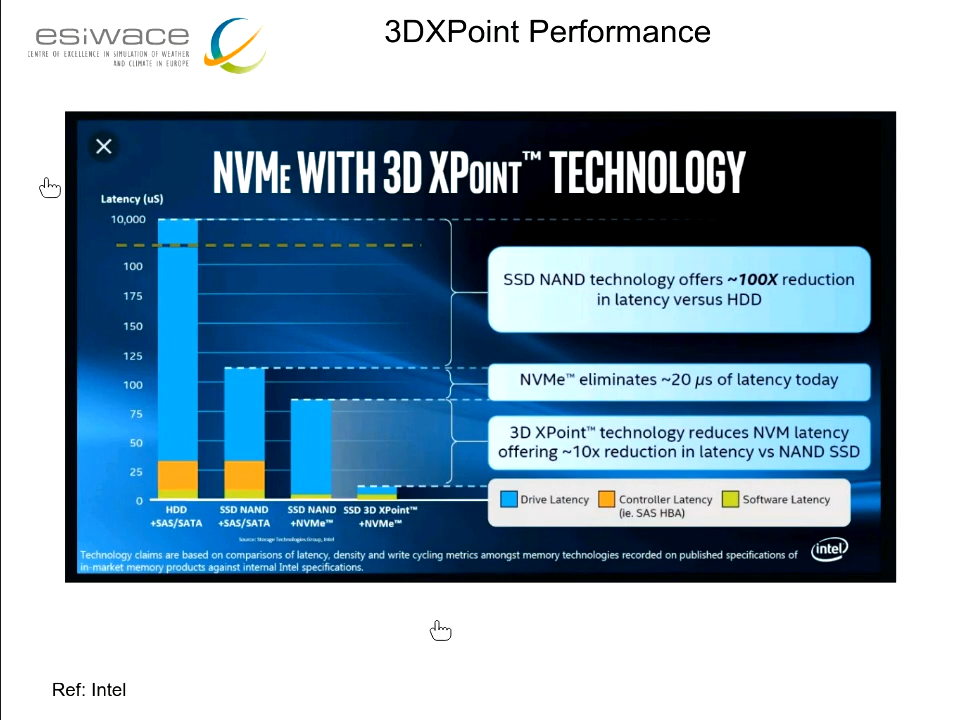 esiwace
CENTRE OF EXCELLENCE IN SIMULATION OF WEATHER
AND CLIMATE IN EUROPE
3DXPoint Performance
NVMe WITH 3D XPOINT™ TECHNOLOGY
Latency (uS)
10,000
100
175
150
125
100
75
50
25
0
SSD NAND technology offers ~100X reduction
in latency versus HDD
NVMe™ eliminates ~20 µs of latency today
3D XPoint™ technology reduces NVM latency
offering ~10x reduction in latency vs NAND SSD
Drive Latency
Controller Latency
(ie. SAS HBA)
Software Latency
HDD
+SAS/SATA
SSD NAND
+SAS/SATA
SSD NAND
+NVMe™
SSD 3D XPoint™
+NVMe™
Source: Storage Technologies Group, Intel
Technology claims are based on comparisons of latency, density and write cycling metrics amongst memory technologies recorded on published specifications of
in-market memory products against internal Intel specifications.
intel
Ref: Intel